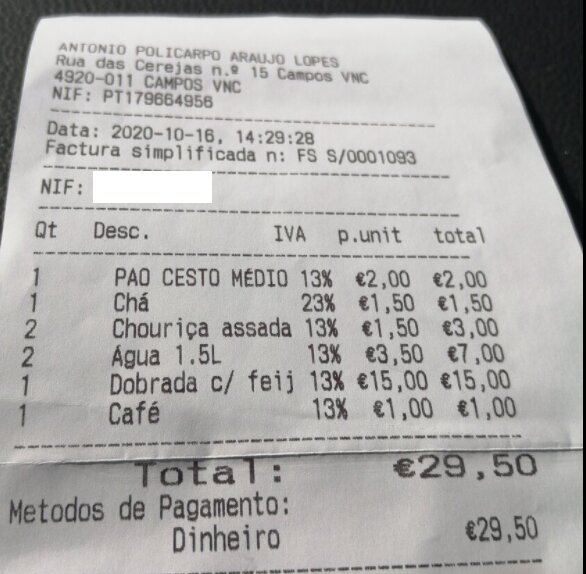 ANTONIO POLICARPO ARAUJO LOPES
Rua das Cerejas n.º 15 Campos VNC
4920-011 CAMPOS VNC
NIF: PT179664956
Data: 2020-10-16, 14:29:28
Factura simplificada n: FS S/0001093
NIF:
Qt Desc. IVA p.unit total
1 PAO CESTO MÉDIO 13% €2,00 €2,00
1 Chá 23% €1,50 €1,50
2 Chouriça assada 13% €1,50 €3,00
2 Água 1.5L 13% €3,50 €7,00
1 Dobrada c/ feij 13% €15,00 €15,00
1 Café 13% €1,00 €1,00
Total: €29,50
Metodos de Pagamento:
Dinheiro €29,50